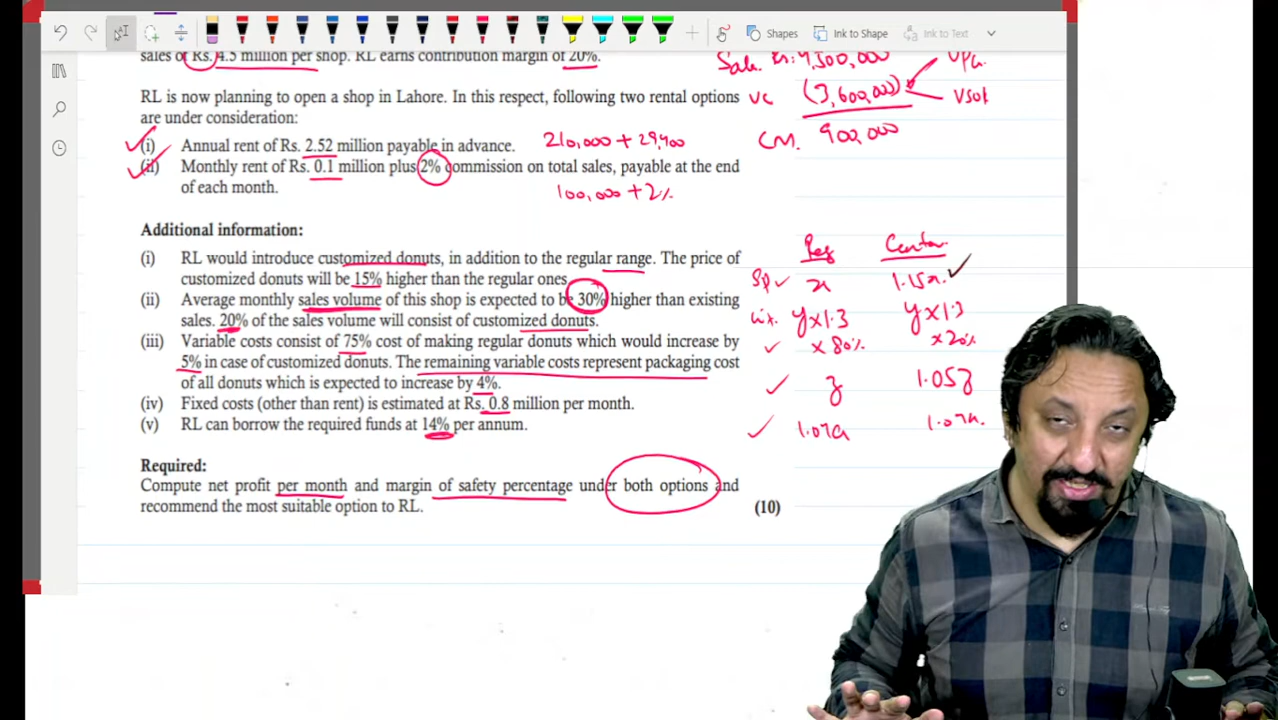 Shapes
Ink to Shape
Ink to Text
sales of Rs. 4.5 million per shop. RL earns contribution margin of 20%.
RL is now planning to open a shop in Lahore. In this respect, following two rental options
are under consideration:
(i) Annual rent of Rs. 2.52 million payable in advance.
210,000 + 29,400
(ii) Monthly rent of Rs. 0.1 million plus 2% commission on total sales, payable at the end
of each month.
100,000 + 2%
Sale. Rs: 4,500,000
VC (3,600,000)
CM. 900,000
Additional information:
(i) RL would introduce customized donuts, in addition to the regular range. The price of
customized donuts will be 15% higher than the regular ones
(ii) Average monthly sales volume of this shop is expected to be 30% higher than existing
sales. 20% of the sales volume will consist of customized donuts.
(iii) Variable costs consist of 75% cost of making regular donuts which would increase by
5% in case of customized donuts. The remaining variable costs represent packaging cost
of all donuts which is expected to increase by 4%.
(iv) Fixed costs (other than rent) is estimated at Rs. 0.8 million per month.
(v) RL can borrow the required funds at 14% per annum.
Reg
Sp x 1.15x
y×1.3 y×1.3
×80% ×20%
z 1.05z
Required:
Compute net profit per month and margin of safety percentage under both options and
recommend the most suitable option to RL.
(10)